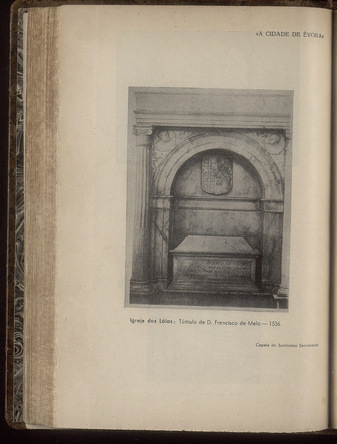 «A CIDADE DE ÉVORA»
Igreja dos Lóios: Túmulo de D. Francisco de Melo — 1536
Capela do Santíssimo Sacramento